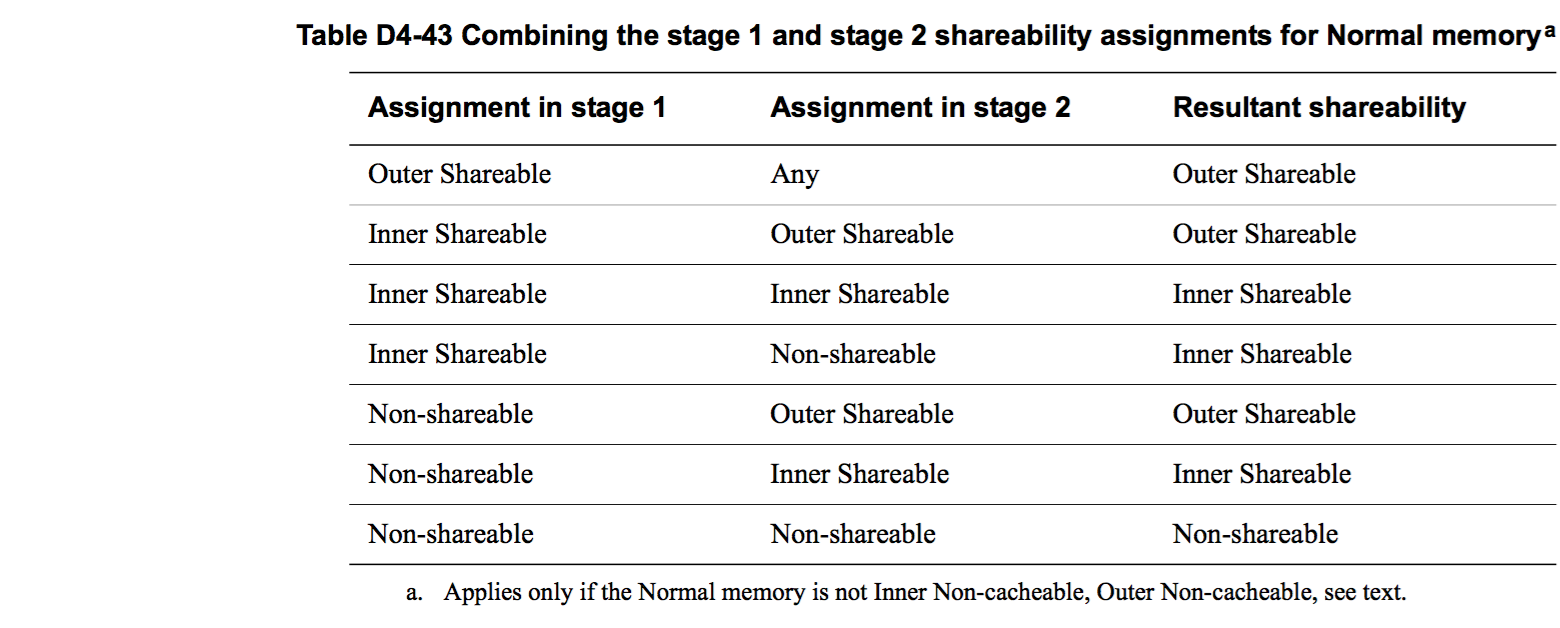 Table D4-43 Combining the stage 1 and stage 2 shareability assignments for Normal memory a
Assignment in stage 1 Assignment in stage 2 Resultant shareability
Outer Shareable Any Outer Shareable
Inner Shareable Outer Shareable Outer Shareable
Inner Shareable Inner Shareable Inner Shareable
Inner Shareable Non-shareable Inner Shareable
Non-shareable Outer Shareable Outer Shareable
Non-shareable Inner Shareable Inner Shareable
Non-shareable Non-shareable Non-shareable
a. Applies only if the Normal memory is not Inner Non-cacheable, Outer Non-cacheable, see text.